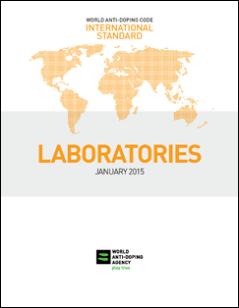 WORLD ANTI-DOPING CODE
INTERNATIONAL
STANDARD
LABORATORIES
JANUARY 2015
WORLD
ANTI-DOPING
AGENCY
play true